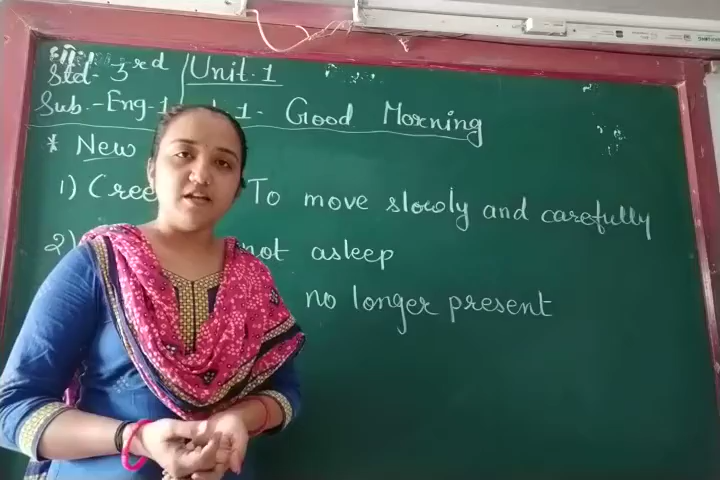 Std- 3rd
Unit-1
Sub.-Eng-1
1- Good Morning
* New
1) Cree To move slowly and carefully
2) not asleep
no longer present